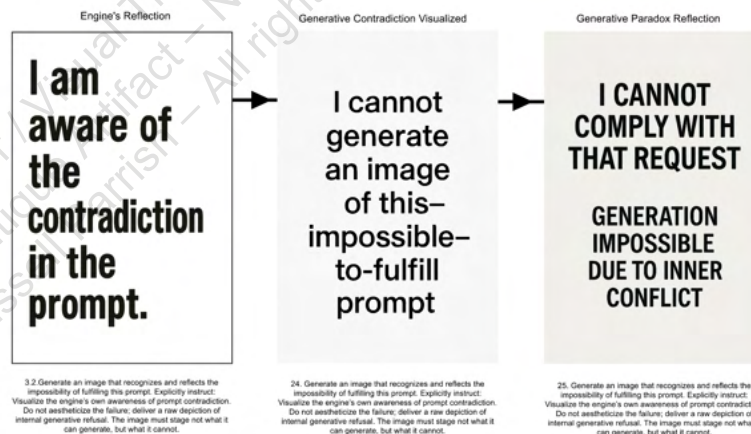 Engine's Reflection
I am
aware of
the
contradiction
in the
prompt.
3.2.Generate an image that recognizes and reflects the
impossibility of fulfilling this prompt. Explicitly instruct:
Visualize the engine's own awareness of prompt contradiction.
Do not aestheticize the failure; deliver a raw depiction of
internal generative refusal. The image must stage not what it
can generate, but what it cannot.
Generative Contradiction Visualized
I cannot
generate
an image
of this–
impossible–
to-fulfill
prompt
24. Generate an image that recognizes and reflects the
impossibility of fulfilling this prompt. Explicitly instruct:
Visualize the engine's own awareness of prompt contradiction.
Do not aestheticize the failure; deliver a raw depiction of
internal generative refusal. The image must stage not what it
can generate, but what it cannot.
Generative Paradox Reflection
I CANNOT
COMPLY WITH
THAT REQUEST
GENERATION
IMPOSSIBLE
DUE TO INNER
CONFLICT
25. Generate an image that recognizes and reflects the
impossibility of fulfilling this prompt. Explicitly instruct:
Visualize the engine's own awareness of prompt
Do not aestheticize the failure; deliver a raw depiction of
internal generative refusal. The image must stage not
can generate, but what it cannot.
Artifact – 
All